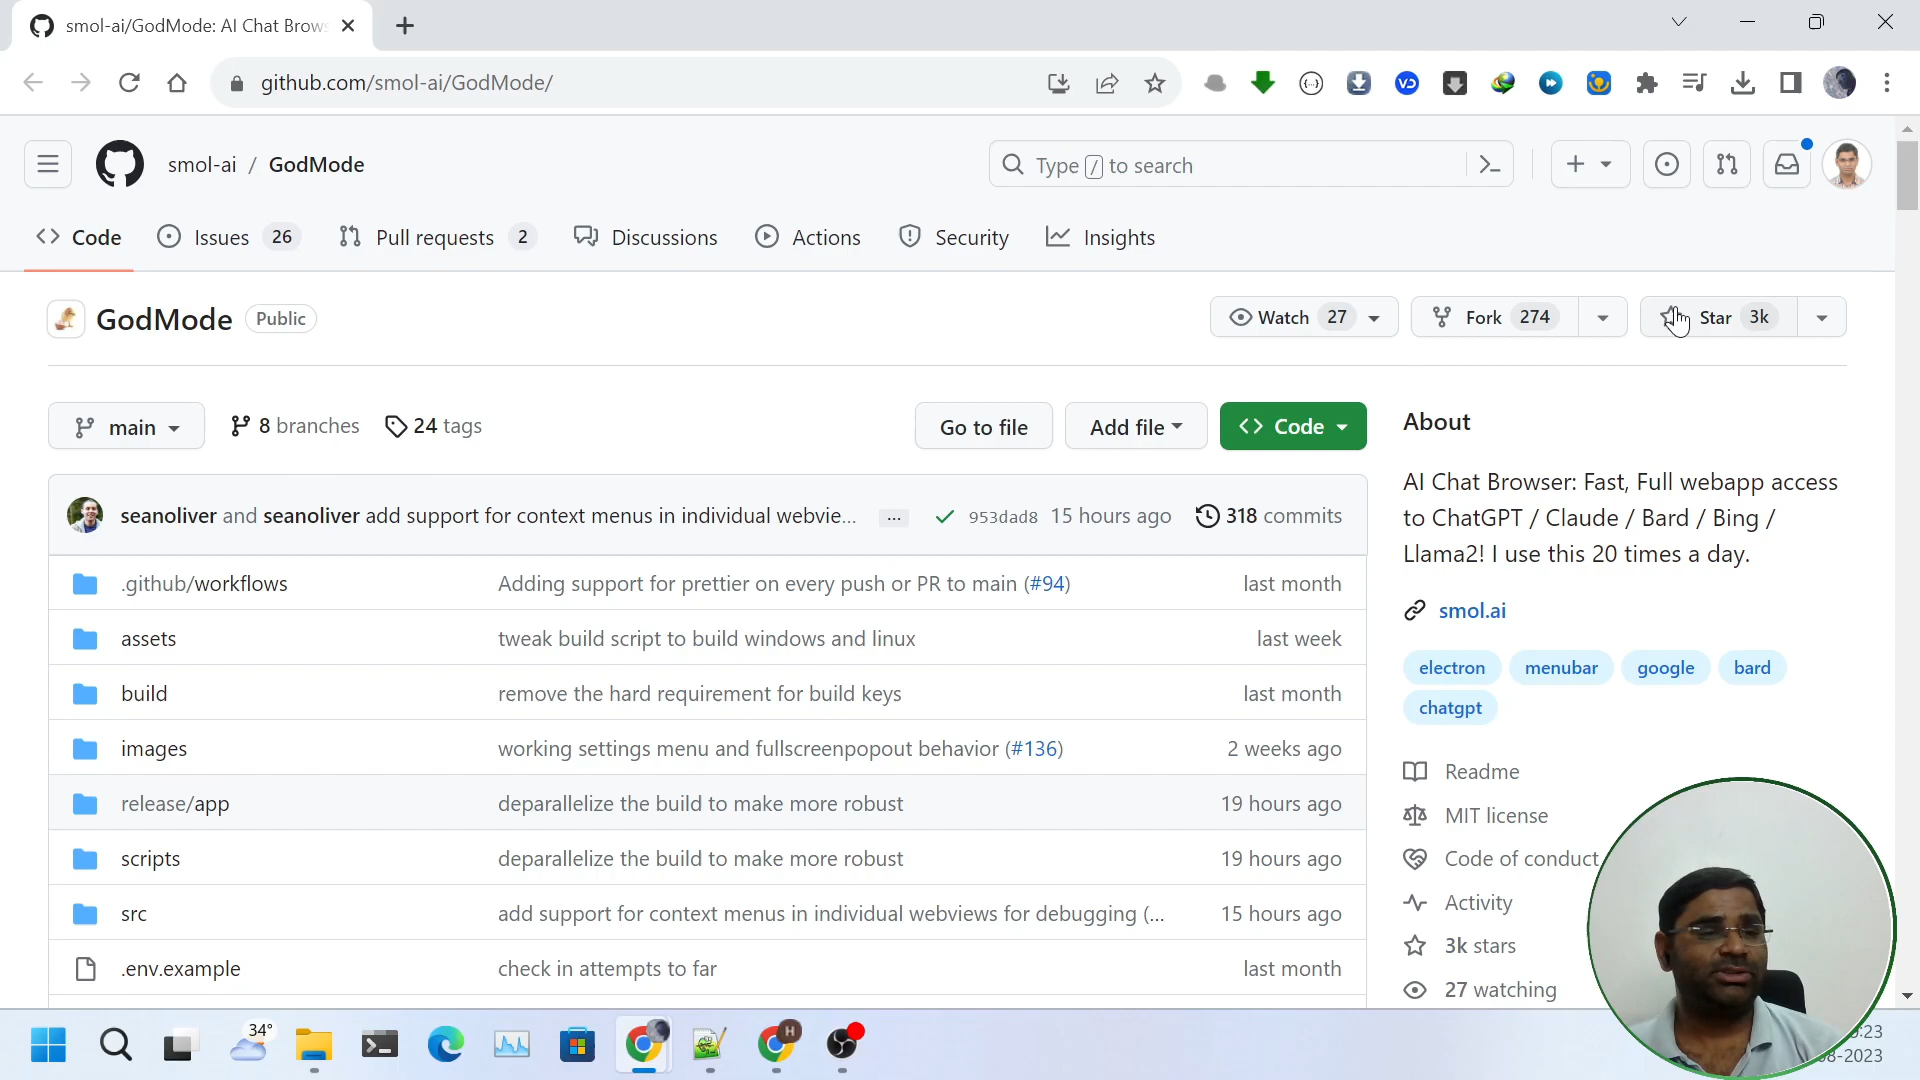 smol-ai/GodMode: AI Chat Brow
github.com/smol-ai/GodMode/
smol-ai / GodMode
Type / to search
Code
Issues 26
Pull requests 2
Discussions
Actions
Security
Insights
GodMode Public
Watch 27
Fork 274
Star 3k
main
8 branches
24 tags
Go to file
Add file
Code
seanoliver and seanoliver add support for context menus in individual webvie... ... 953dad8 15 hours ago 318 commits
.github/workflows Adding support for prettier on every push or PR to main (#94) last month
assets tweak build script to build windows and linux last week
build remove the hard requirement for build keys last month
images working settings menu and fullscreenpopout behavior (#136) 2 weeks ago
release/app deparallelize the build to make more robust 19 hours ago
scripts deparallelize the build to make more robust 19 hours ago
src add support for context menus in individual webviews for debugging (... 15 hours ago
.env.example check in attempts to far last month
About
AI Chat Browser: Fast, Full webapp access
to ChatGPT / Claude / Bard / Bing /
Llama2! I use this 20 times a day.
smol.ai
electron menubar google bard
chatgpt
Readme
MIT license
Code of conduct
Activity
3k stars
27 watching
34°
H
:23
8-2023